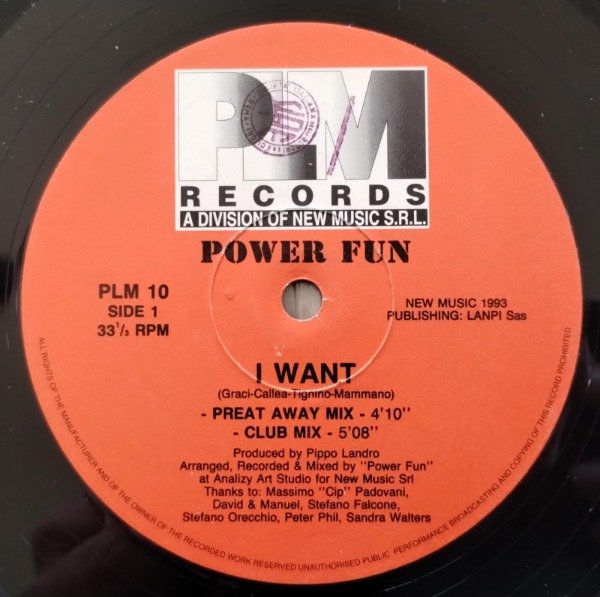 PLM
RECORDS
A DIVISION OF NEW MUSIC S.R.L.
POWER FUN
PLM 10
SIDE 1
33¹/₃ RPM
NEW MUSIC 1993
PUBLISHING: LANPI Sas
I WANT
(Graci-Callea-Tignino-Mammano)
- PREAT AWAY MIX - 4'10''
- CLUB MIX - 5'08''
Produced by Pippo Landro
Arranged, Recorded & Mixed by "Power Fun"
at Analizy Art Studio for New Music Srl
Thanks to: Massimo "Cip" Padovani,
David & Manuel, Stefano Falcone,
Stefano Orecchio, Peter Phil, Sandra Walters
ALL RIGHTS OF THE MANUFACTURER AND OF THE OWNER OF THE RECORDED WORK RESERVED UNAUTHORISED PUBLIC PERFORMANCE BROADCASTING AND COPYING OF THIS RECORD PROHIBITED